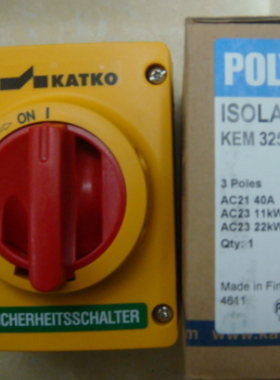 KATKO
ON I
ICHERHEITSSCHALTER
POL
ISOLA
KEM 325
3 Poles
AC21 40A
AC23 11kW
AC23 22kW
Qty: 1
Made in Fin
4611